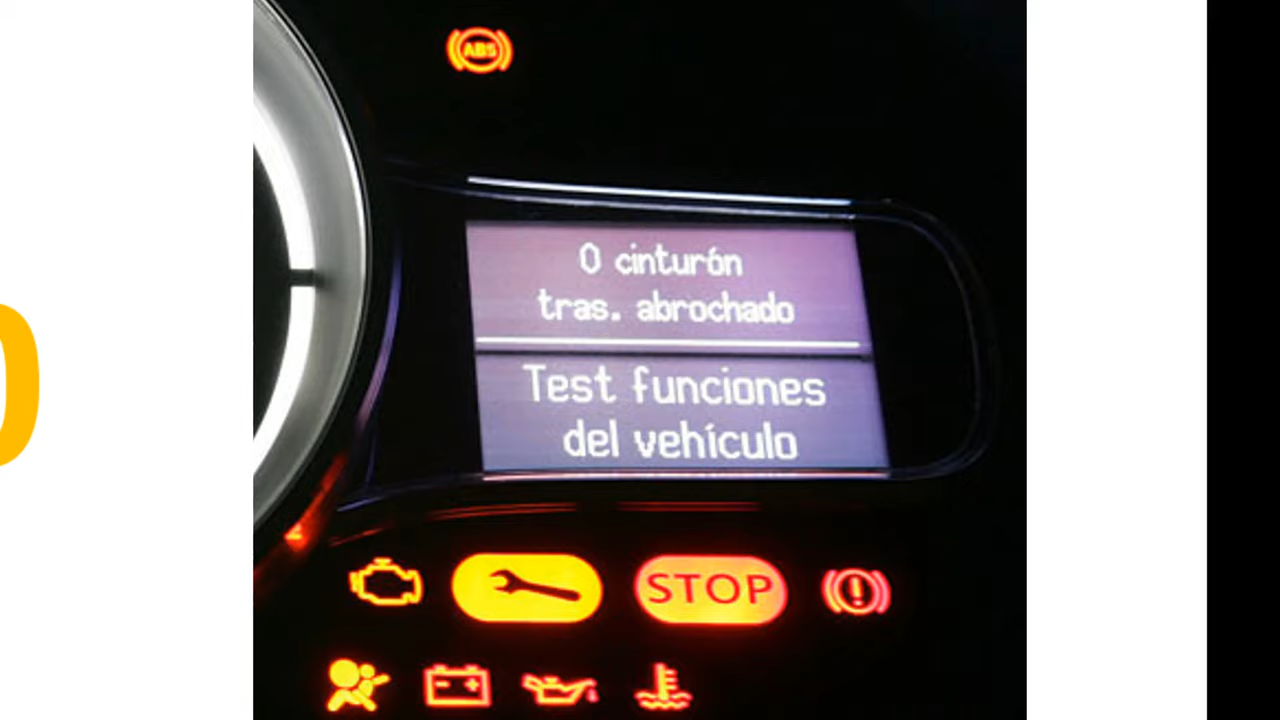 ABS
0 cinturón
tras. abrochado
Test funciones
del vehículo
STOP